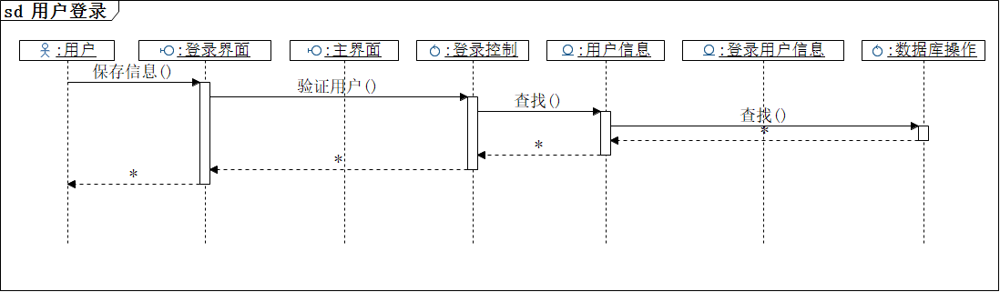 sd 用户登录
:用户
:登录界面
:主界面
:登录控制
:用户信息
:登录用户信息
:数据库操作
保存信息()
验证用户()
查找()
查找()
*
*
*
*